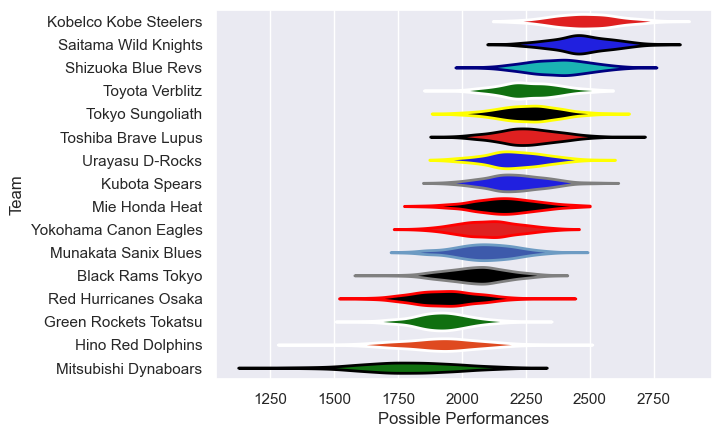 Kobelco Kobe Steelers
Saitama Wild Knights
Shizuoka Blue Revs
Toyota Verblitz
Tokyo Sungoliath
Toshiba Brave Lupus
Urayasu D-Rocks
Kubota Spears
Mie Honda Heat
Yokohama Canon Eagles
Munakata Sanix Blues
Black Rams Tokyo
Red Hurricanes Osaka
Green Rockets Tokatsu
Hino Red Dolphins
Mitsubishi Dynaboars
Team
1250 1500 1750 2000 2250 2500 2750
Possible Performances